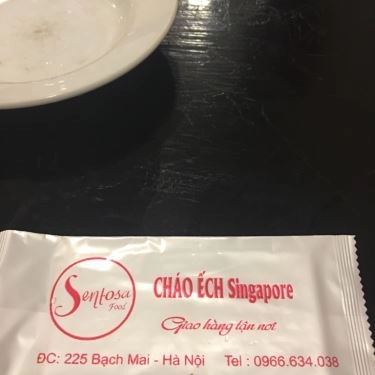 Sentosa
Food
CHÁO ẾCH Singapore
Giao hàng tận nơi
ĐC: 225 Bạch Mai - Hà Nội Tel : 0966.634.038